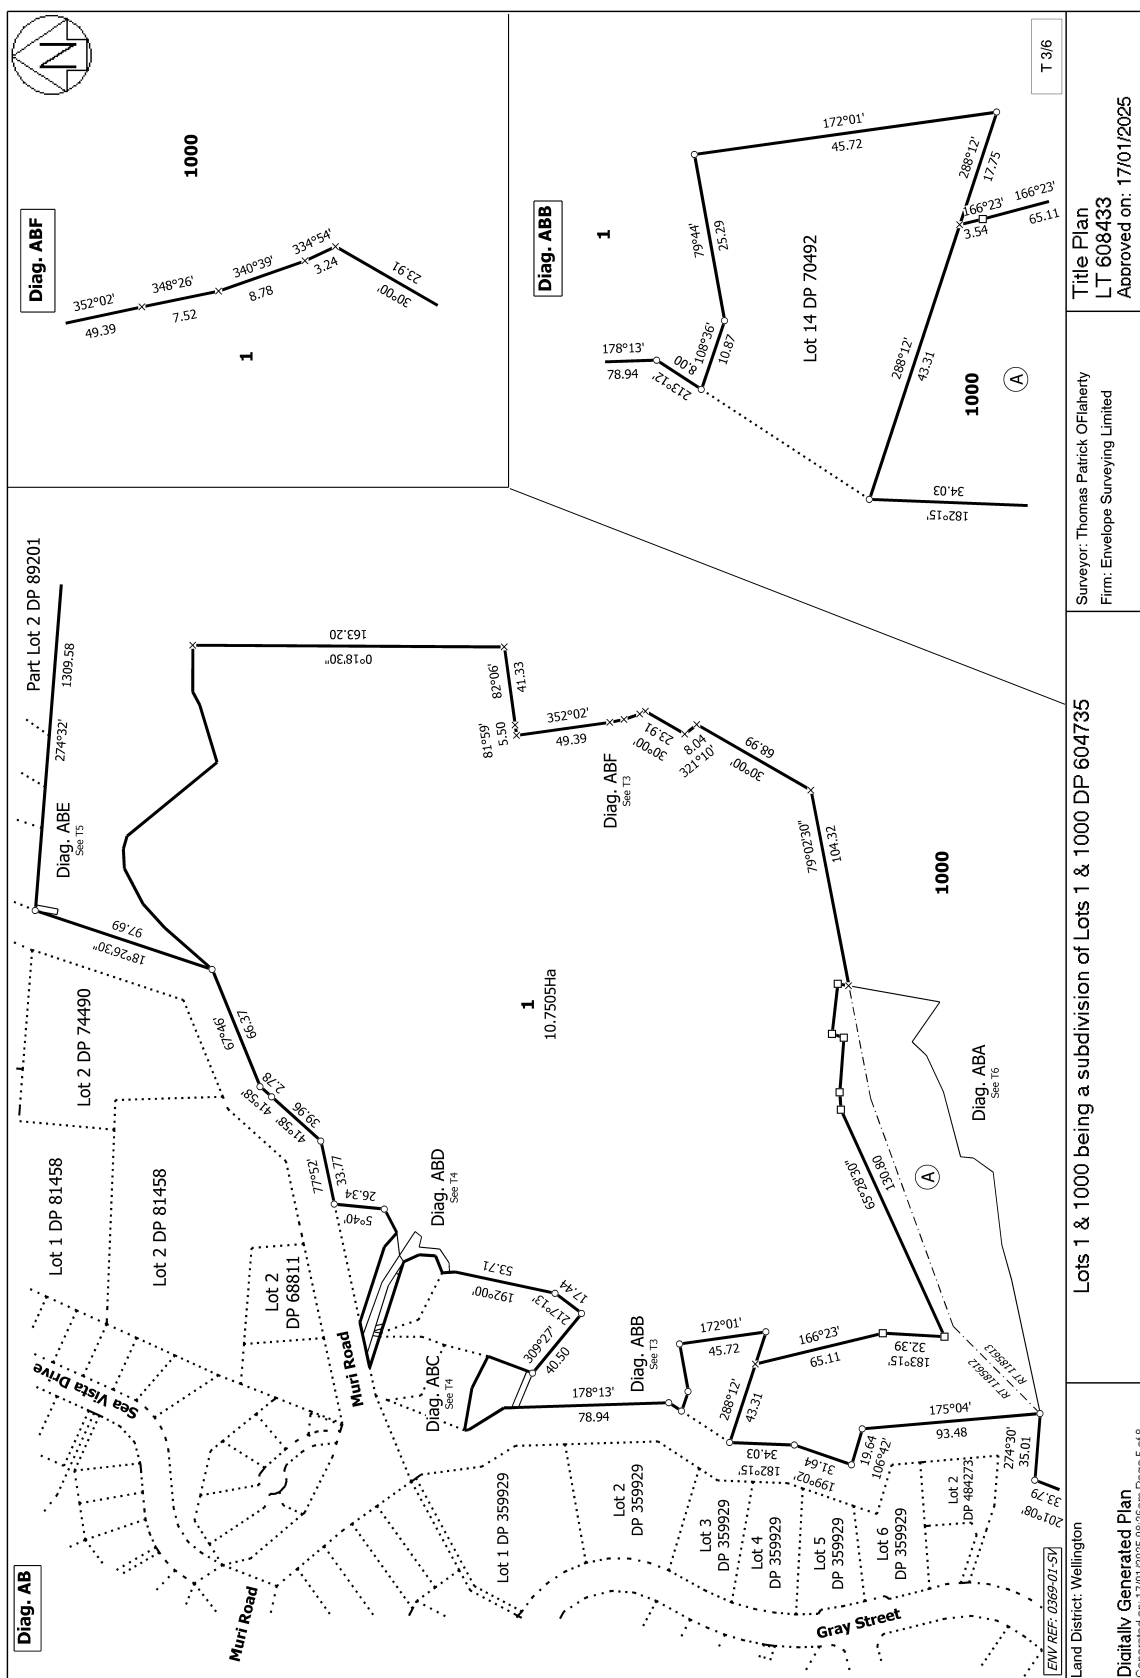 Diag. AB
Sea Vista Drive
Muri Road
Muri Road
Gray Street
Lot 1 DP 81458
Lot 2 DP 81458
Lot 2 DP 74490
Lot 2
DP 68811
Part Lot 2 DP 89201
274°32'
1309.58
Diag. ABE
See T5
18°26'30"
97.69
67°46'
66.37
41°58'
2.78
41°58'
39.96
77°52'
33.77
5°40'
26.34
Diag. ABD
See T4
192°00'
53.71
217°13'
17.44
309°27'
40.50
Diag. ABC
See T4
178°13'
78.94
Diag. ABB
See T3
172°01'
45.72
288°12'
43.31
166°23'
65.11
183°15'
32.39
34.03
182°15'
31.64
199°02'
19.64
106°42'
175°04'
93.48
274°30'
35.01
33.79
201°08'
Lot 1 DP 359929
Lot 2
DP 359929
Lot 3
DP 359929
Lot 4
DP 359929
Lot 5
DP 359929
Lot 6
DP 359929
Lot 2
DP 484273
1
10.7505Ha
0°18'30"
163.20
82°06'
41.33
81°59'
5.50
352°02'
49.39
Diag. ABF
See T3
30°00'
23.91
321°10'
8.04
30°00'
68.99
79°02'30"
104.32
1000
65°28'30"
130.80
A
Diag. ABA
See T6
RT 1185613
RT 1185612
ENV REF: 0369-01-SV
Diag. ABF
N
1000
1
352°02'
49.39
348°26'
7.52
340°39'
8.78
334°54'
3.24
30°00'
23.91
Diag. ABB
1
178°13'
78.94
213°12'
8.00
108°36'
10.87
79°44'
25.29
172°01'
45.72
Lot 14 DP 70492
288°12'
17.75
288°12'
43.31
166°23'
3.54
166°23'
65.11
182°15'
34.03
1000
A
T 3/6
Land District: Wellington
Digitally Generated Plan
Lots 1 & 1000 being a subdivision of Lots 1 & 1000 DP 604735
Surveyor: Thomas Patrick OFlaherty
Firm: Envelope Surveying Limited
Title Plan
LT 608433
Approved on: 17/01/2025